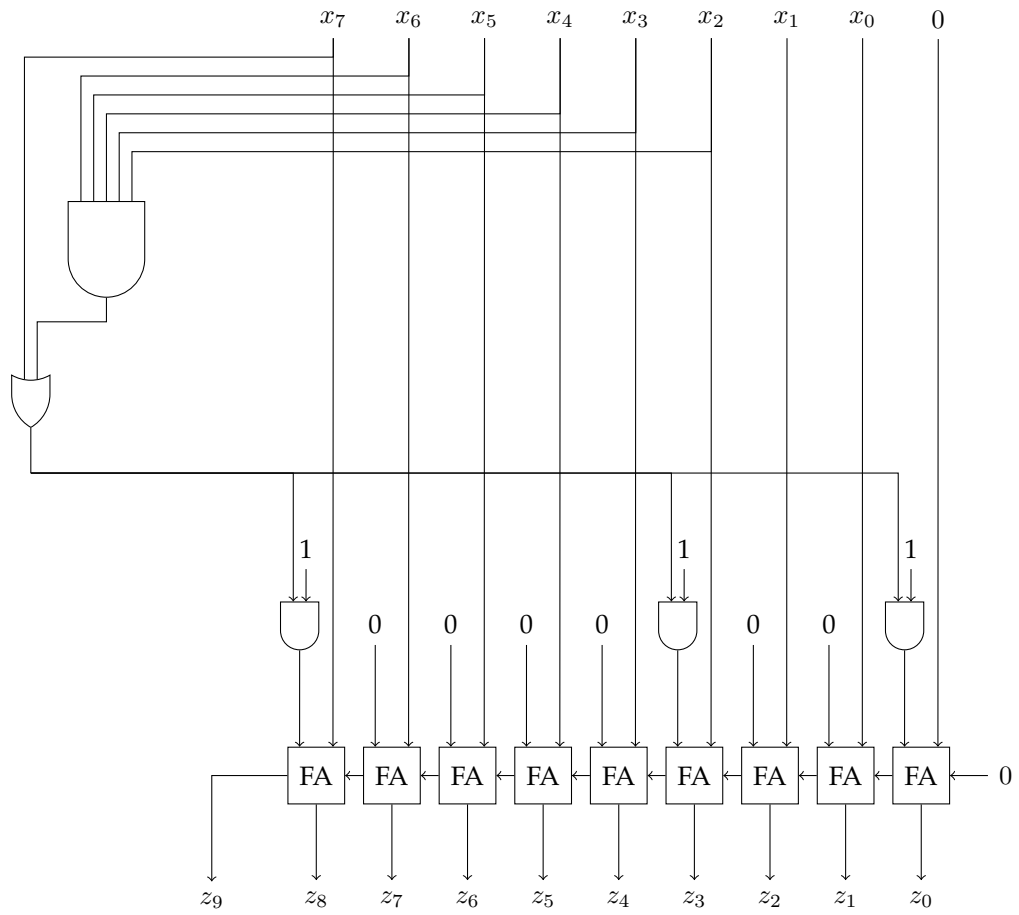 x₇ x₆ x₅ x₄ x₃ x₂ x₁ x₀ 0
1 1 1
0 0 0 0 0 0
FA FA FA FA FA FA FA FA FA 0
z₉ z₈ z₇ z₆ z₅ z₄ z₃ z₂ z₁ z₀